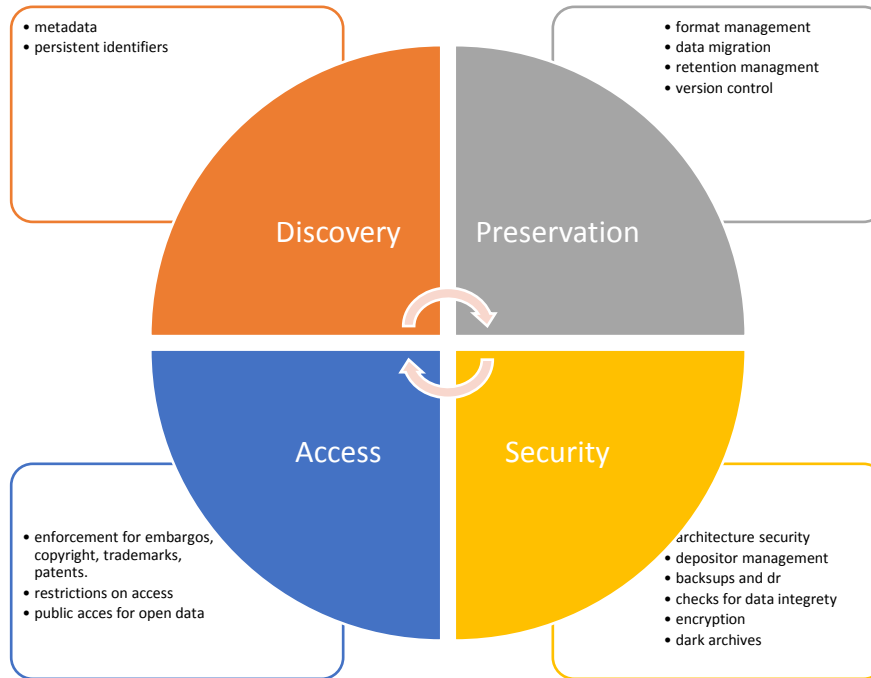 • metadata
• persistent identifiers
• format management
• data migration
• retention managment
• version control
Discovery
Preservation
Access
Security
• enforcement for embargos,
copyright, trademarks,
patents.
• restrictions on access
• public acces for open data
architecture security
• depositor management
• backsups and dr
• checks for data integrety
• encryption
• dark archives